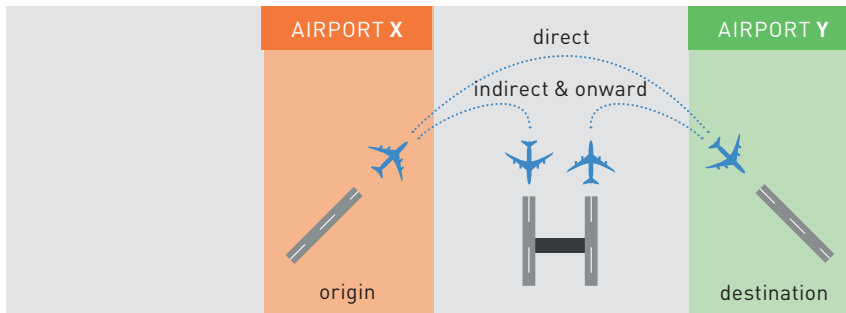 AIRPORT X
AIRPORT Y
direct
indirect & onward
origin
destination